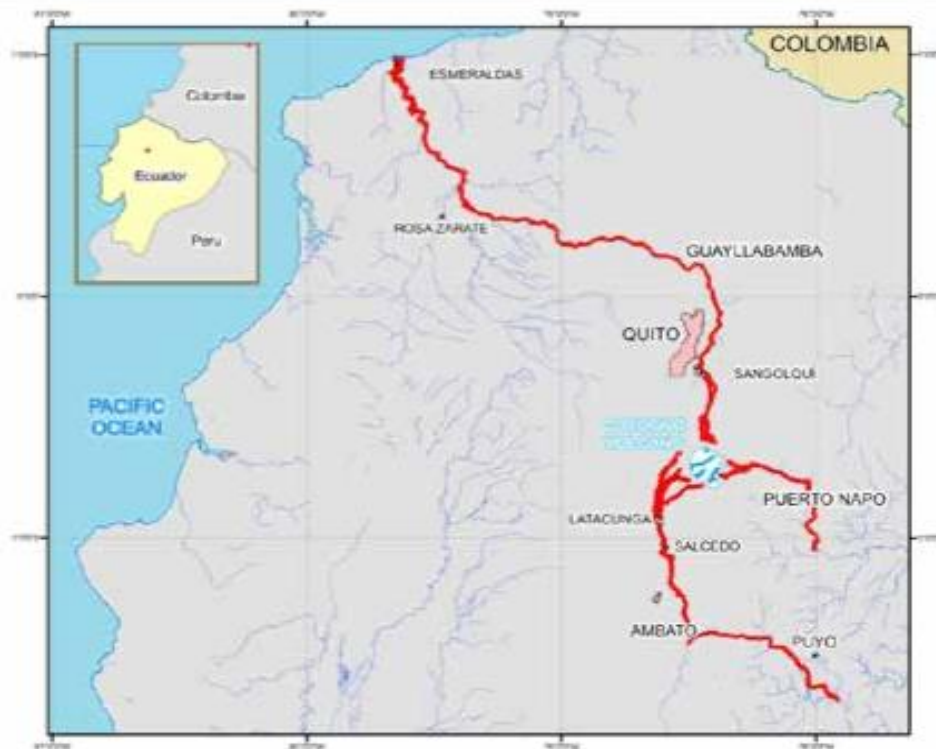 COLOMBIA
ESMERALDAS
Colombia
Ecuador
Peru
ROSA ZARATE
GUAYLLABAMBA
QUITO
SANGOLQUI
PACIFIC
OCEAN
PUERTO NAPO
LATACUNGA
SALCEDO
AMBATO
PUYO